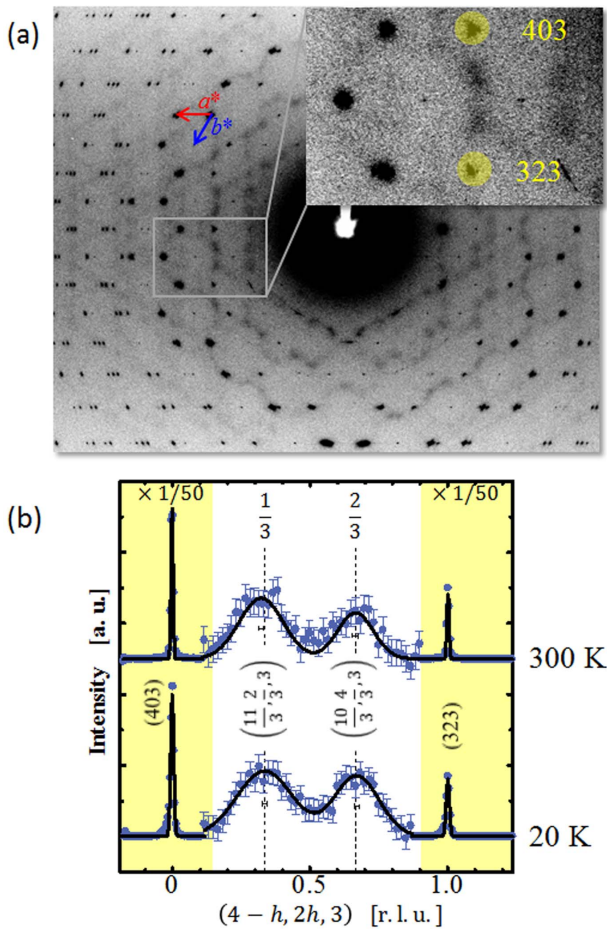 (a)
403
a*
b*
323
(b)
× 1/50
1/3
2/3
× 1/50
Intensity [a. u.]
300 K
(403)
(11/3, 2/3, 3)
(10/3, 4/3, 3)
(323)
20 K
0
0.5
1.0
(4 − h, 2h, 3) [r. l. u.]